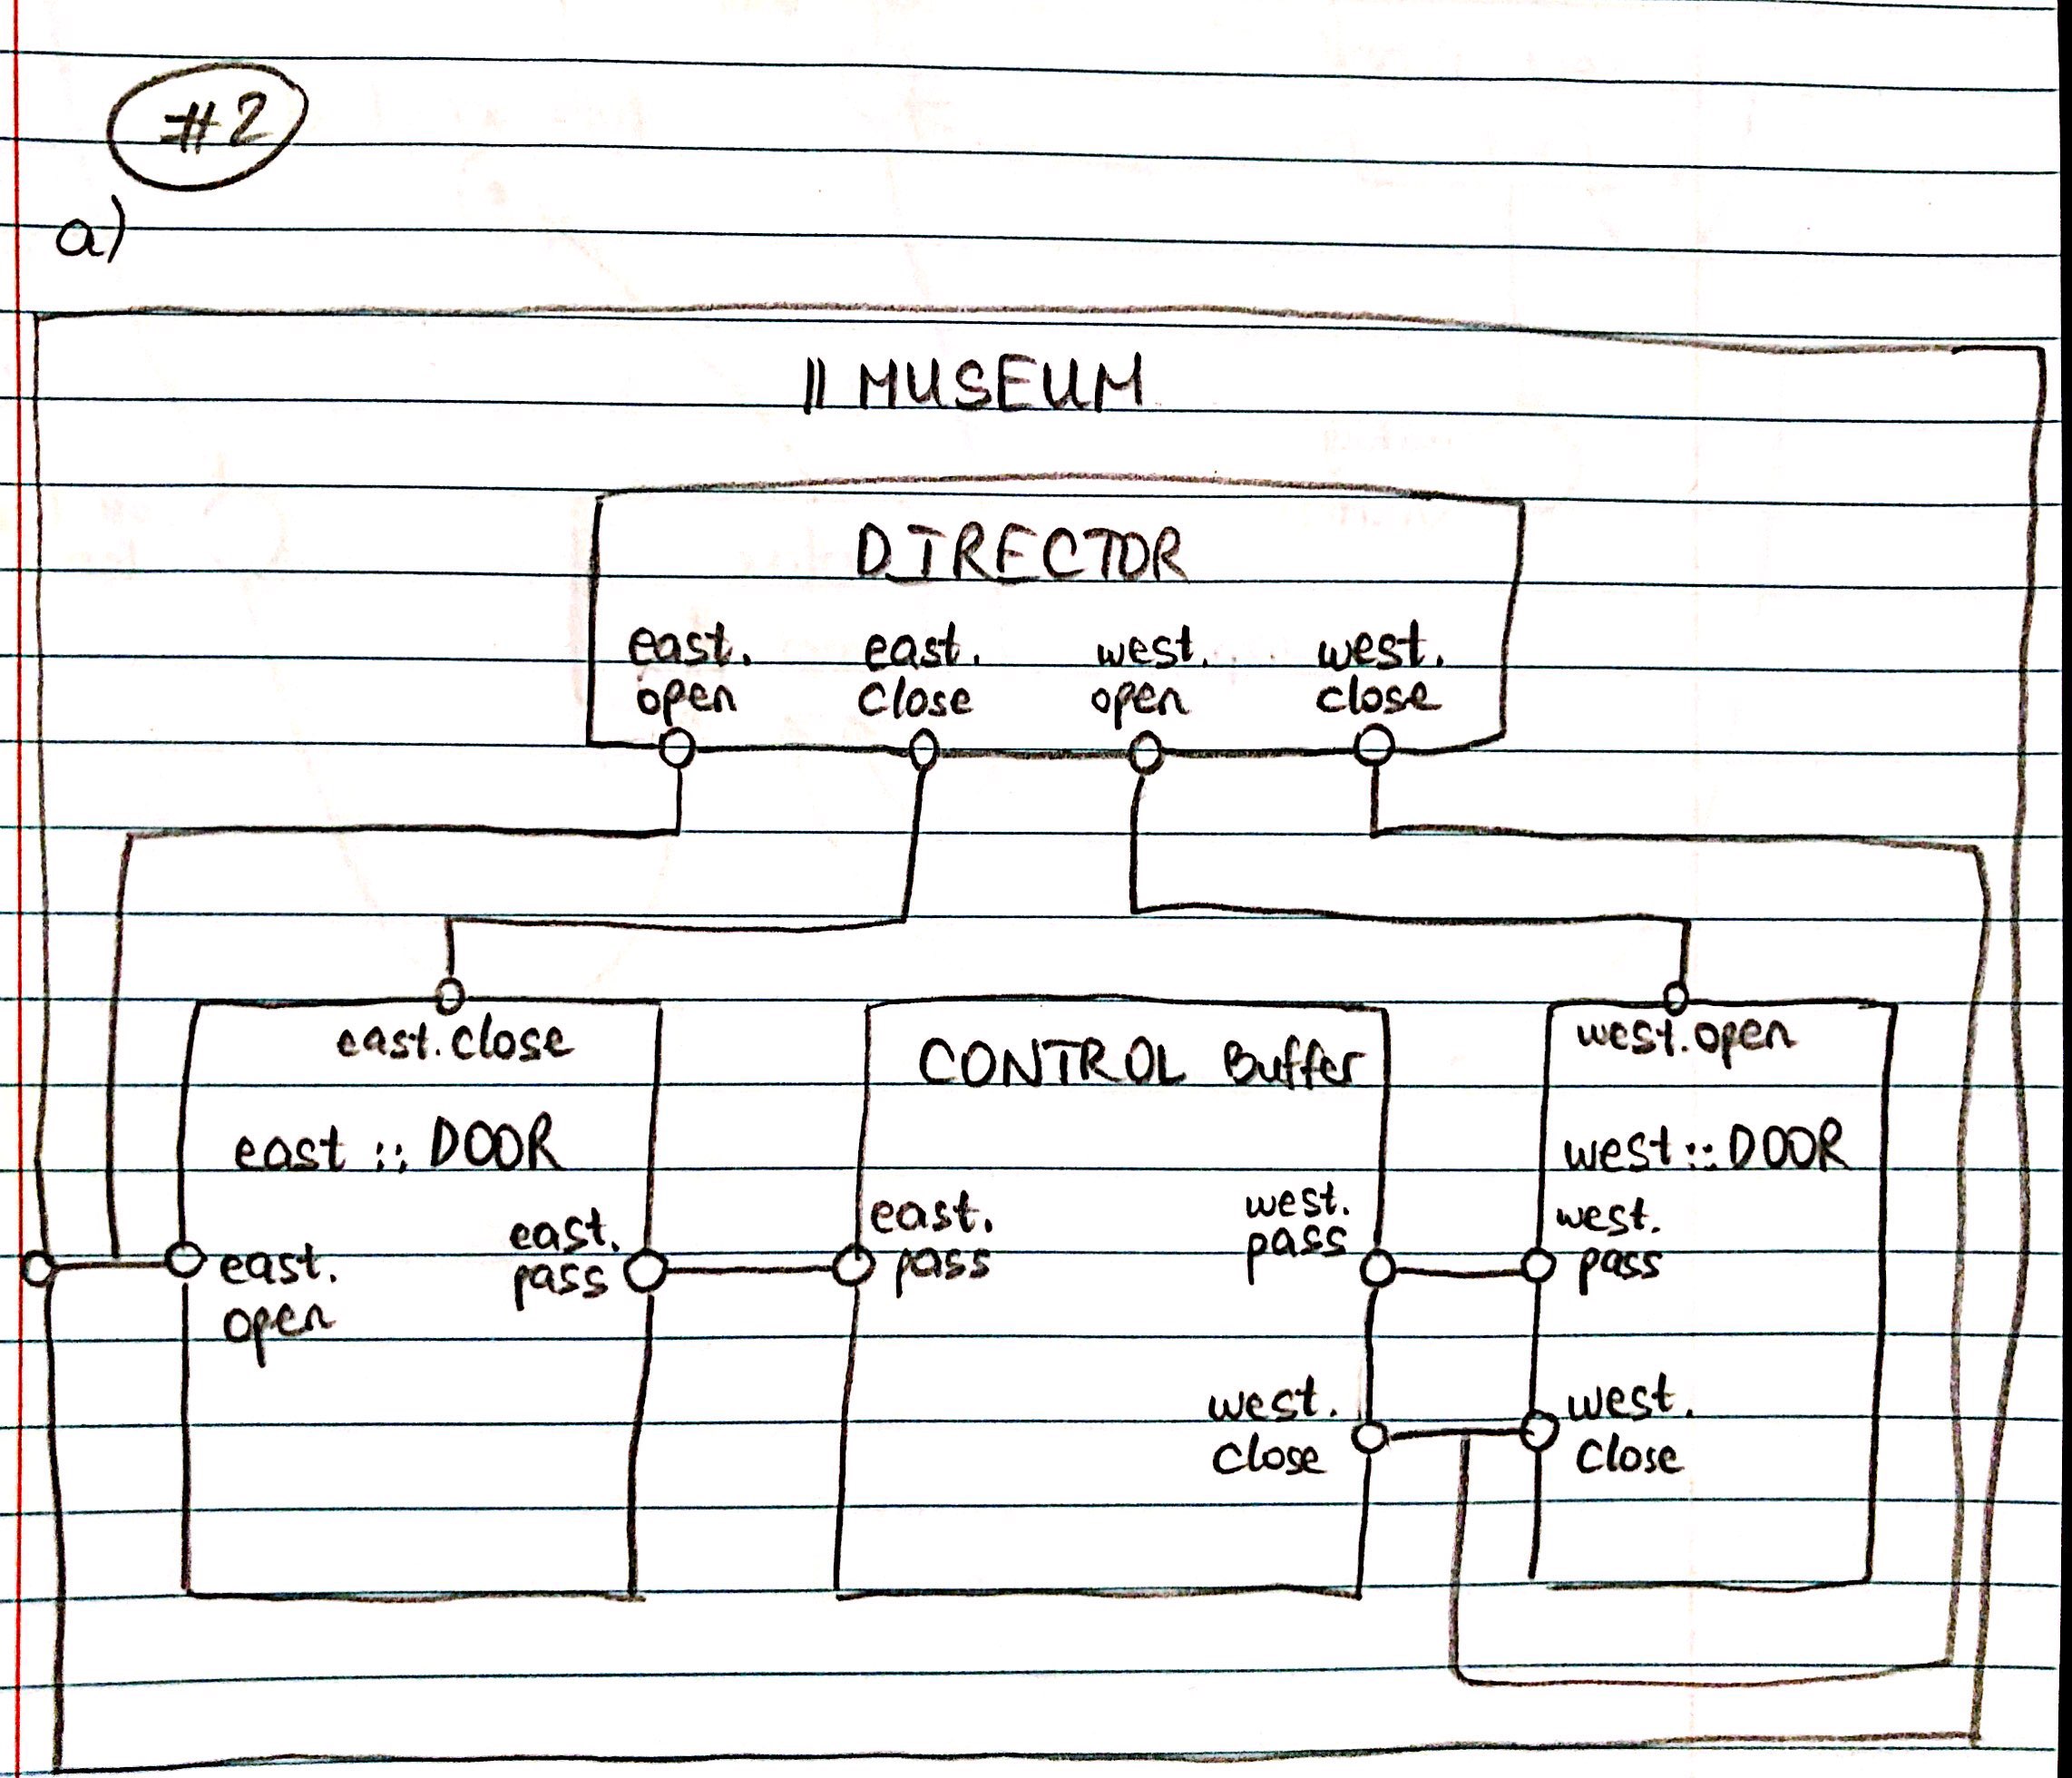 #2
a)
|| MUSEUM
DIRECTOR
east. east. west. west.
open close open close
east.close
CONTROL Buffer
west.open
east :: DOOR
west :: DOOR
east.
pass
east.
pass
west.
pass
west.
pass
east.
open
west.
close
west.
close